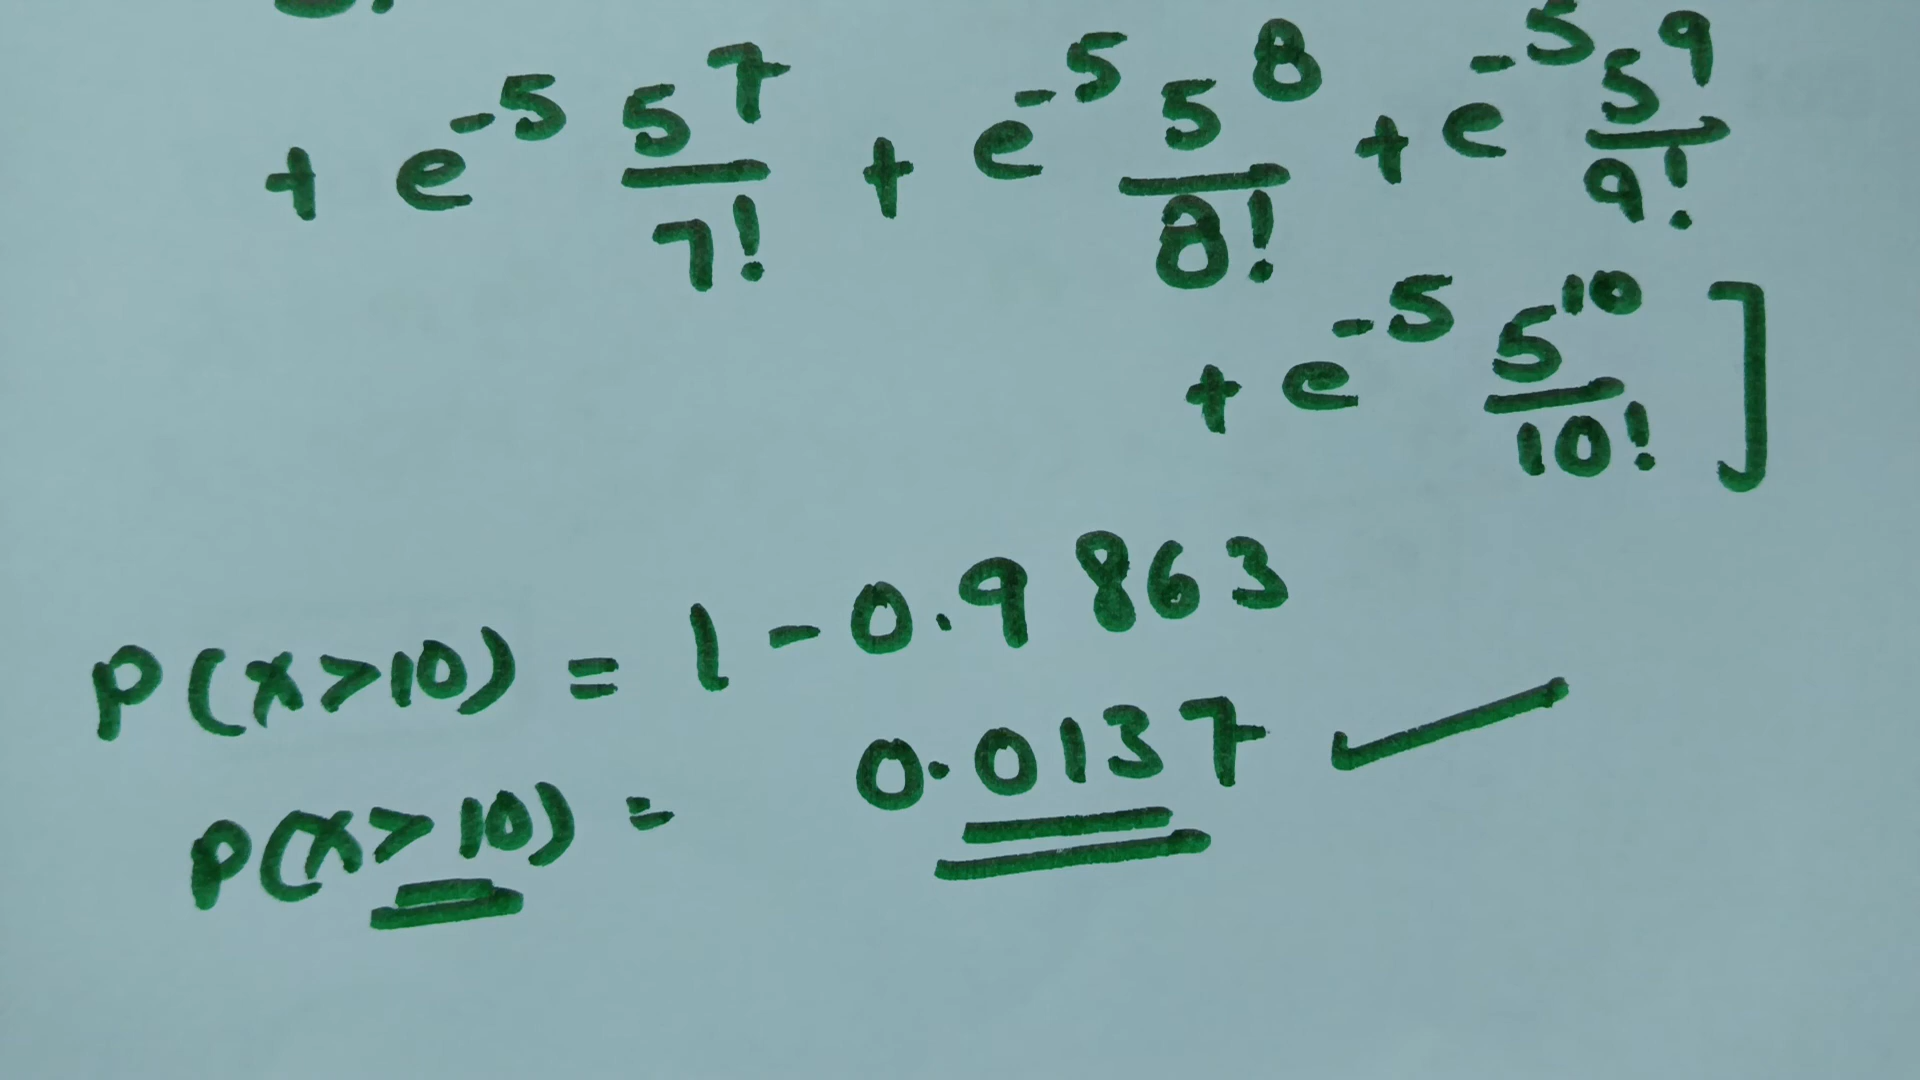 + e^-5 5^7/7! + e^-5 5^8/8! + e^-5 5^9/9!
+ e^-5 5^10/10! ]
P(x>10) = 1 - 0.9863
P(x>10) = 0.0137 ✓